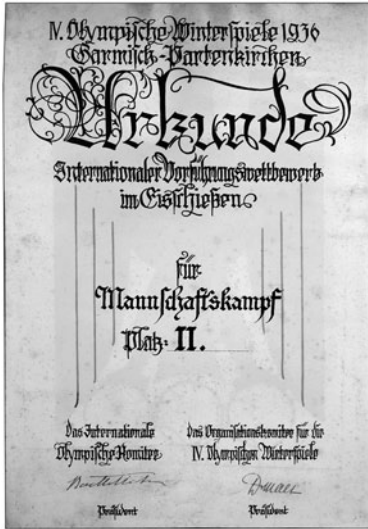 IV. Olympische Winterspiele 1936
Garmisch-Partenkirchen
Urkunde
Internationaler Vorführungswettbewerb
im Eisschießen
für
Mannschaftskampf
Platz: II.
Das Internationale
Olympische Komitee
Das Organisationskomitee für die
IV. Olympischen Winterspiele
Präsident
Präsident